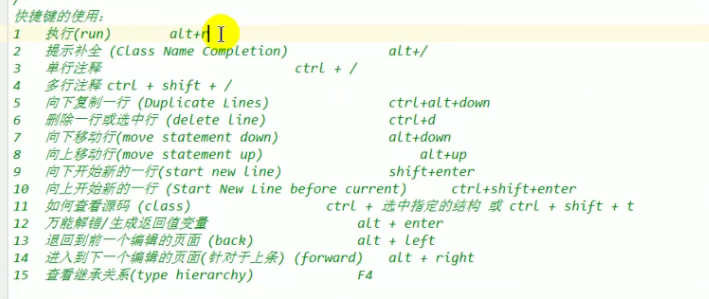 快捷键的使用：
1 执行(run) alt+r
2 提示补全 (Class Name Completion) alt+/
3 单行注释 ctrl + /
4 多行注释 ctrl + shift + /
5 向下复制一行 (Duplicate Lines) ctrl+alt+down
6 删除一行或选中行 (delete line) ctrl+d
7 向下移动行(move statement down) alt+down
8 向上移动行(move statement up) alt+up
9 向下开始新的一行(start new line) shift+enter
10 向上开始新的一行 (Start New Line before current) ctrl+shift+enter
11 如何查看源码 (class) ctrl + 选中指定的结构 或 ctrl + shift + t
12 万能解错/生成返回值变量 alt + enter
13 退回到前一个编辑的页面 (back) alt + left
14 进入到下一个编辑的页面(针对于上条) (forward) alt + right
15 查看继承关系(type hierarchy) F4